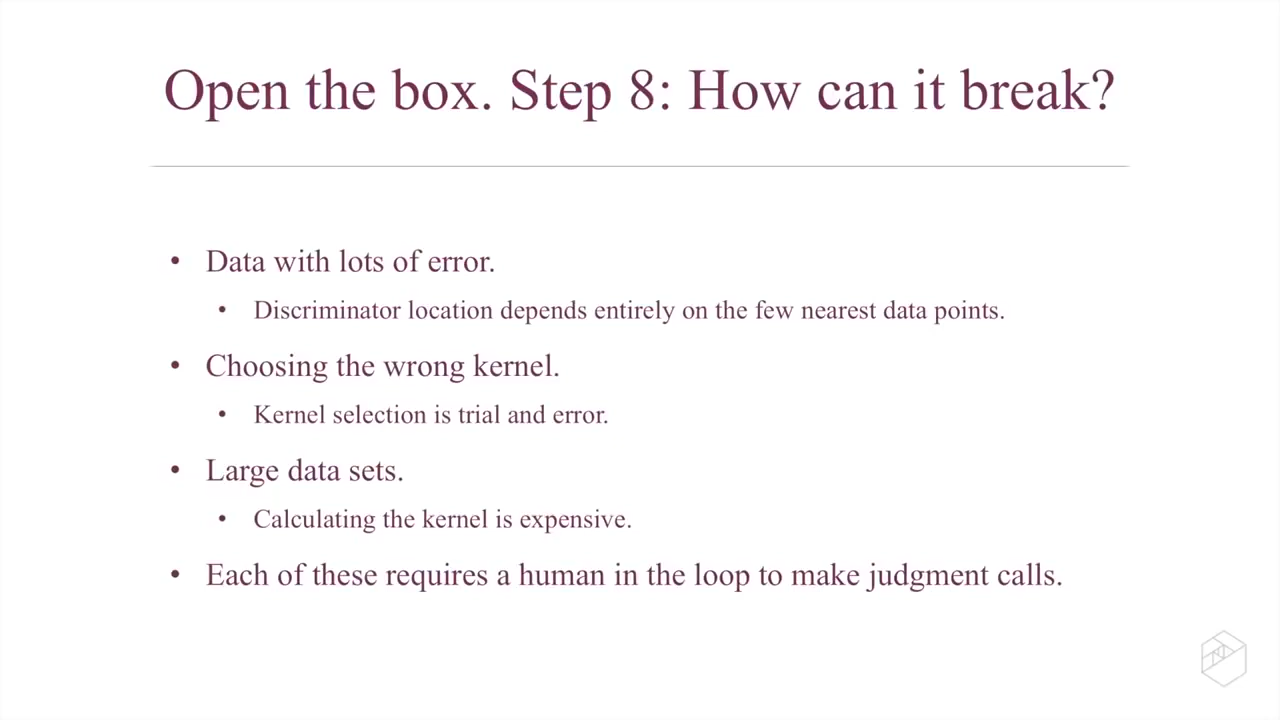 Open the box. Step 8: How can it break?
• Data with lots of error.
• Discriminator location depends entirely on the few nearest data points.
• Choosing the wrong kernel.
• Kernel selection is trial and error.
• Large data sets.
• Calculating the kernel is expensive.
• Each of these requires a human in the loop to make judgment calls.